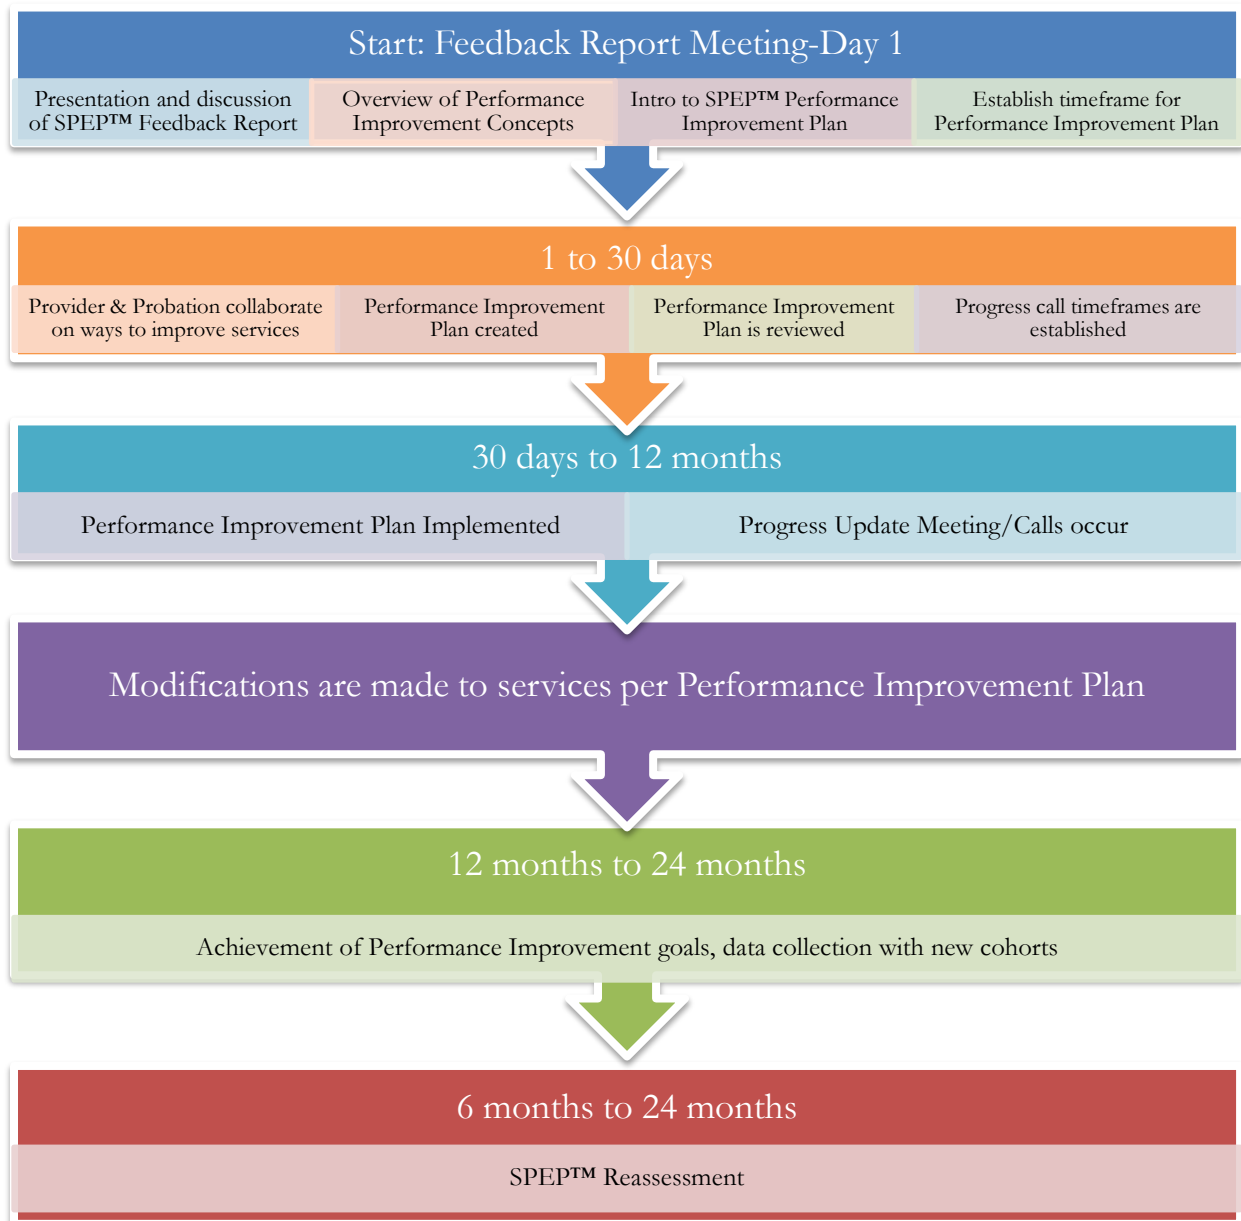 Start: Feedback Report Meeting-Day 1
Presentation and discussion
of SPEP™ Feedback Report
Overview of Performance
Improvement Concepts
Intro to SPEP™ Performance
Improvement Plan
Establish timeframe for
Performance Improvement Plan
1 to 30 days
Provider & Probation collaborate
on ways to improve services
Performance Improvement
Plan created
Performance Improvement
Plan is reviewed
Progress call timeframes are
established
30 days to 12 months
Performance Improvement Plan Implemented
Progress Update Meeting/Calls occur
Modifications are made to services per Performance Improvement Plan
12 months to 24 months
Achievement of Performance Improvement goals, data collection with new cohorts
6 months to 24 months
SPEP™ Reassessment